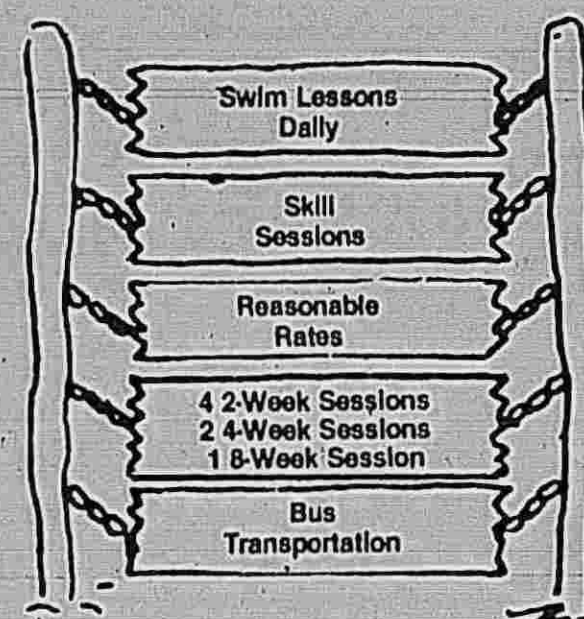 Swim Lessons
Daily
Skill
Sessions
Reasonable
Rates
4 2-Week Sessions
2 4-Week Sessions
1 8-Week Session
Bus
Transportation